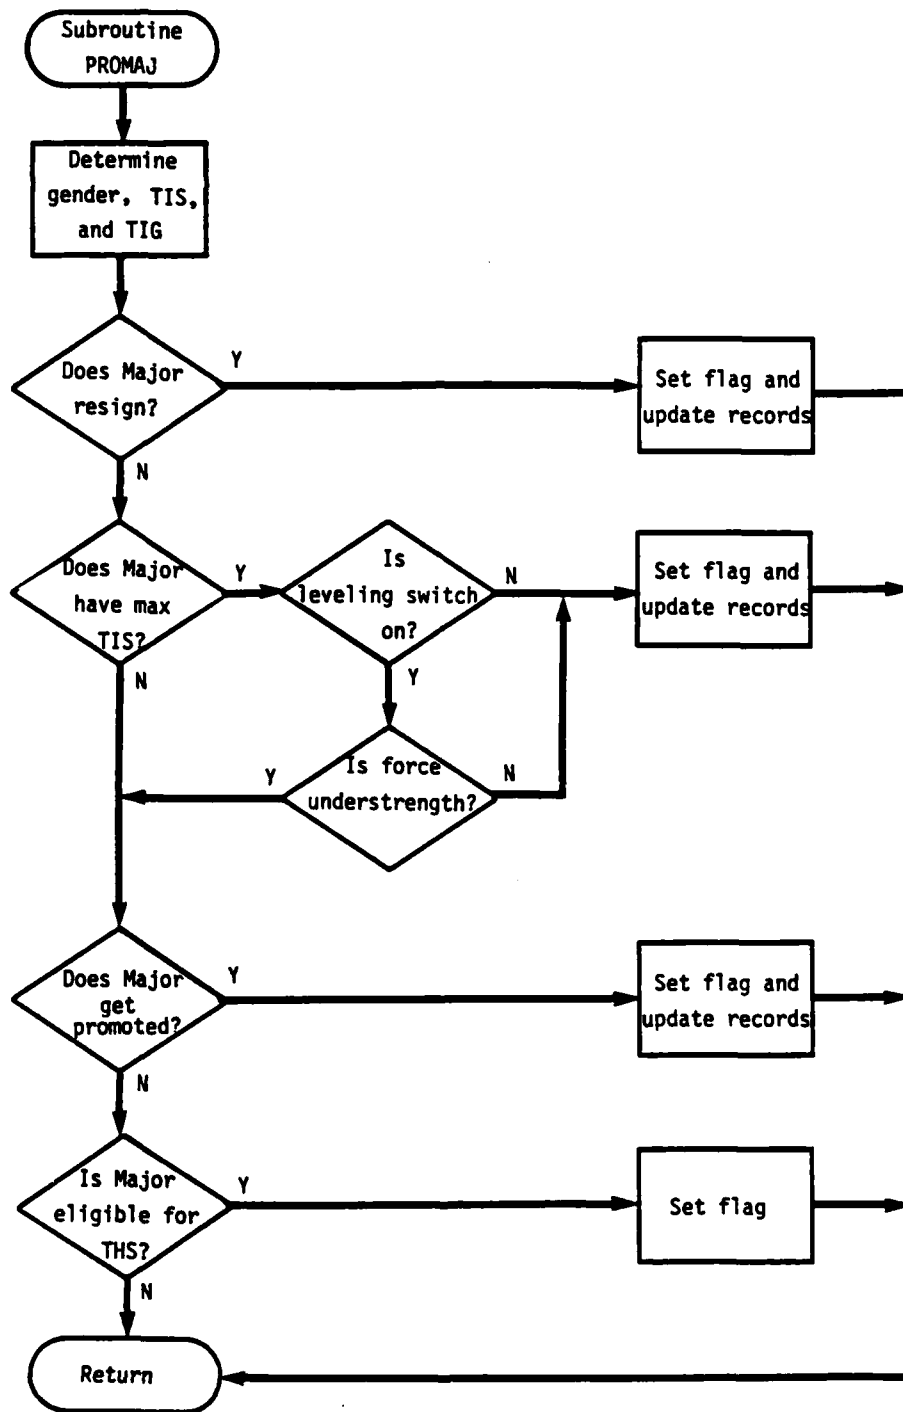 Subroutine
PROMAJ
Determine
gender, TIS,
and TIG
Does Major
resign?
Y
N
Set flag and
update records
Does Major
have max
TIS?
Y
N
Is
leveling switch
on?
N
Y
Set flag and
update records
Is force
understrength?
Y
N
Does Major
get
promoted?
Y
N
Set flag and
update records
Is Major
eligible for
THS?
Y
N
Set flag
Return